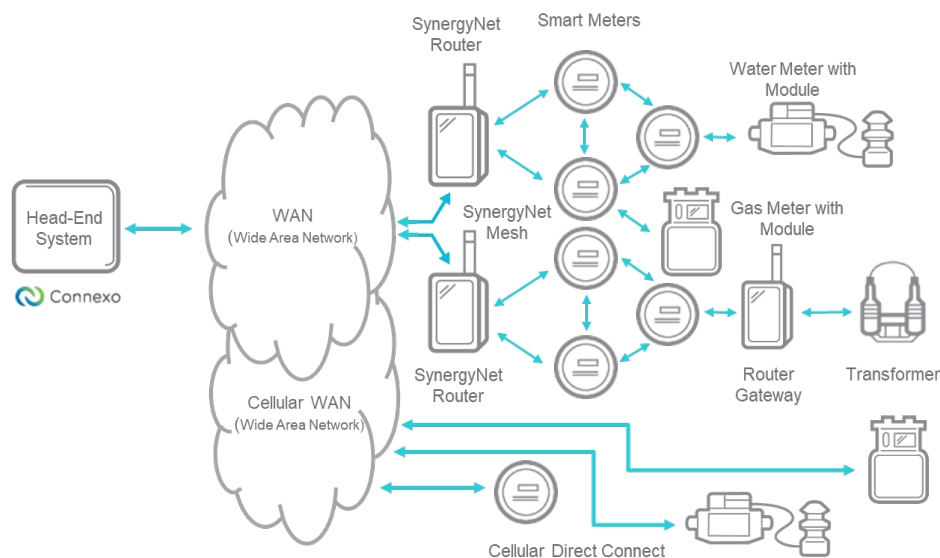 SynergyNet
Router
Smart Meters
Water Meter with
Module
Head-End
System
WAN
(Wide Area Network)
SynergyNet
Mesh
Gas Meter with
Module
Connexo
SynergyNet
Router
Router
Gateway
Transformer
Cellular WAN
(Wide Area Network)
Cellular Direct Connect